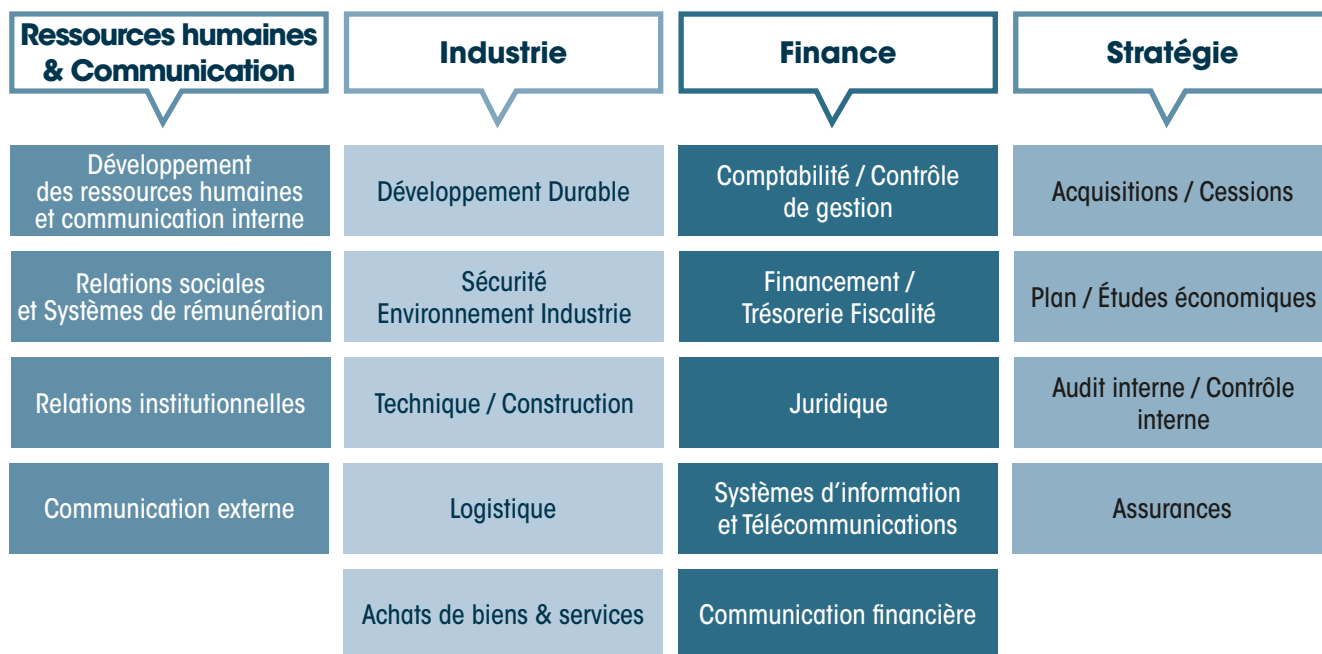 Ressources humaines
& Communication
Développement
des ressources humaines
et communication interne
Relations sociales
et Systèmes de rémunération
Relations institutionnelles
Communication externe
Industrie
Développement Durable
Sécurité
Environnement Industrie
Technique / Construction
Logistique
Achats de biens & services
Finance
Comptabilité / Contrôle
de gestion
Financement /
Trésorerie Fiscalité
Juridique
Systèmes d’information
et Télécommunications
Communication financière
Stratégie
Acquisitions / Cessions
Plan / Études économiques
Audit interne / Contrôle
interne
Assurances